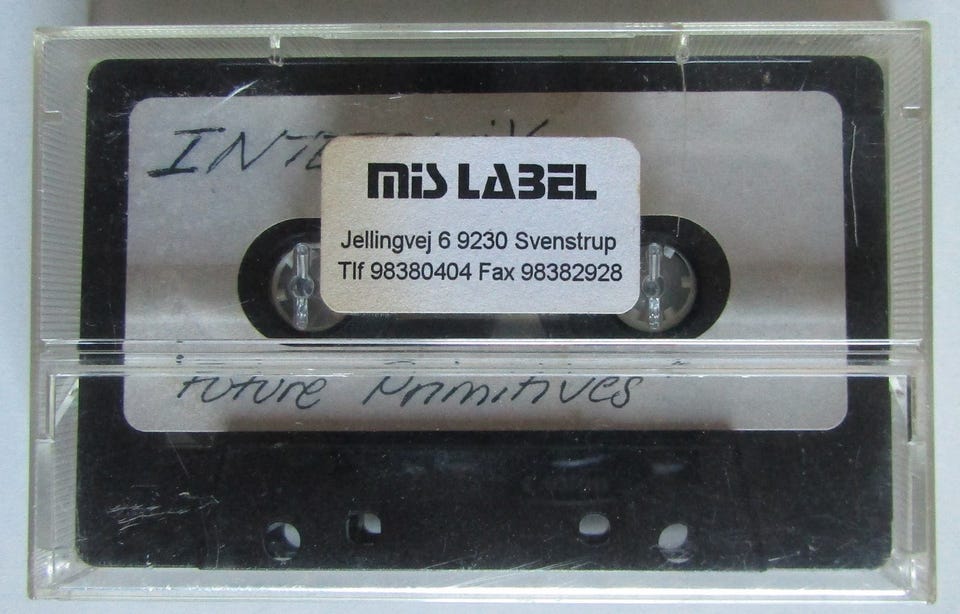 MiS LABEL
Jellingvej 6 9230 Svenstrup
Tlf 98380404 Fax 98382928
Future Primitives